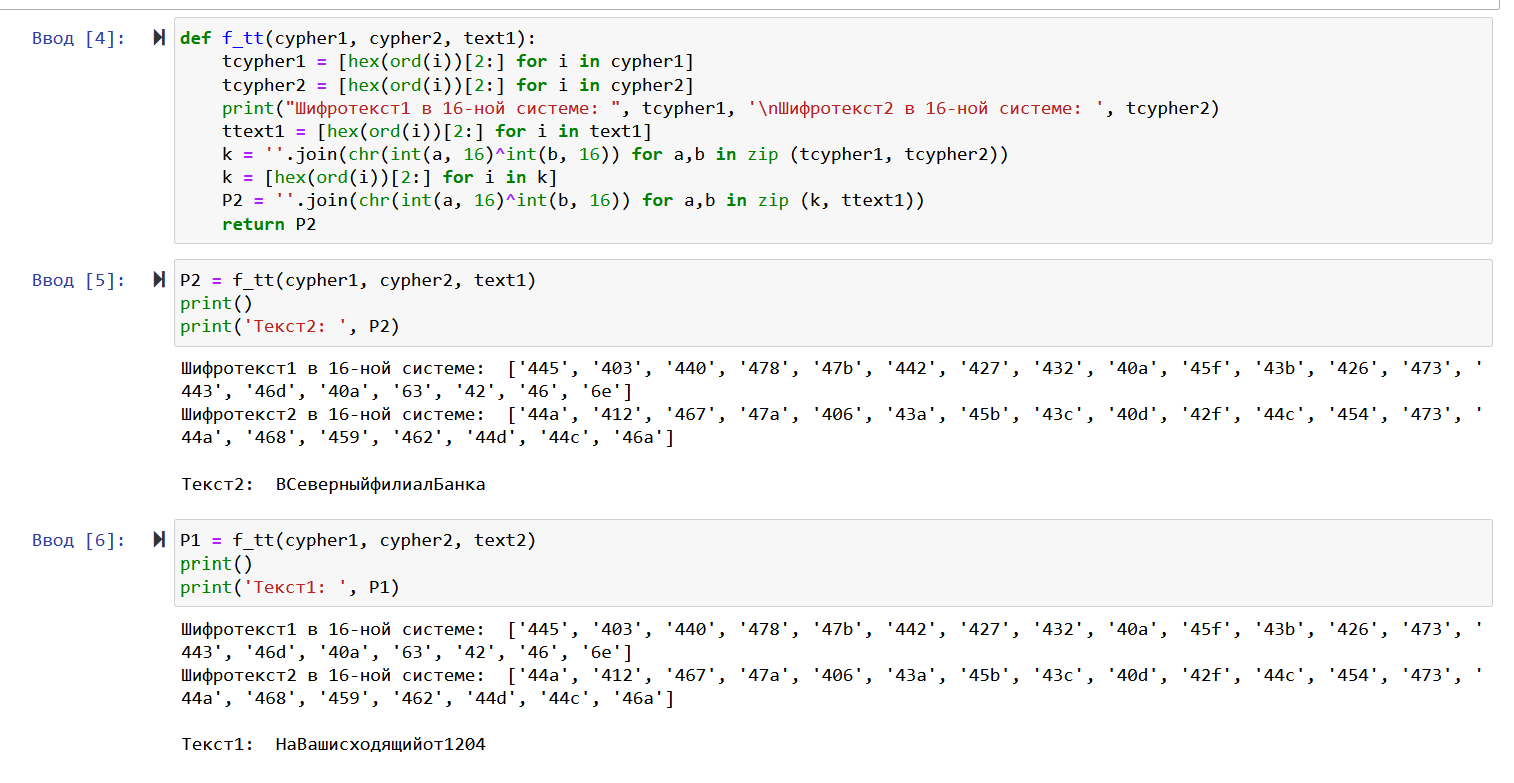 Ввод [4]:
def f_tt(cypher1, cypher2, text1):
    tcypher1 = [hex(ord(i))[2:] for i in cypher1]
    tcypher2 = [hex(ord(i))[2:] for i in cypher2]
    print("Шифротекст1 в 16-ной системе: ", tcypher1, '\nШифротекст2 в 16-ной системе: ', tcypher2)
    ttext1 = [hex(ord(i))[2:] for i in text1]
    k = ''.join(chr(int(a, 16)^int(b, 16)) for a,b in zip (tcypher1, tcypher2))
    k = [hex(ord(i))[2:] for i in k]
    P2 = ''.join(chr(int(a, 16)^int(b, 16)) for a,b in zip (k, ttext1))
    return P2
Ввод [5]:
P2 = f_tt(cypher1, cypher2, text1)
print()
print('Текст2: ', P2)
Шифротекст1 в 16-ной системе:  ['445', '403', '440', '478', '47b', '442', '427', '432', '40a', '45f', '43b', '426', '473', '
443', '46d', '40a', '63', '42', '46', '6e']
Шифротекст2 в 16-ной системе:  ['44a', '412', '467', '47a', '406', '43a', '45b', '43c', '40d', '42f', '44c', '454', '473', '
44a', '468', '459', '462', '44d', '44c', '46a']
Текст2:  ВСеверныйфилиалБанка
Ввод [6]:
P1 = f_tt(cypher1, cypher2, text2)
print()
print('Текст1: ', P1)
Шифротекст1 в 16-ной системе:  ['445', '403', '440', '478', '47b', '442', '427', '432', '40a', '45f', '43b', '426', '473', '
443', '46d', '40a', '63', '42', '46', '6e']
Шифротекст2 в 16-ной системе:  ['44a', '412', '467', '47a', '406', '43a', '45b', '43c', '40d', '42f', '44c', '454', '473', '
44a', '468', '459', '462', '44d', '44c', '46a']
Текст1:  НаВашисходящийот1204